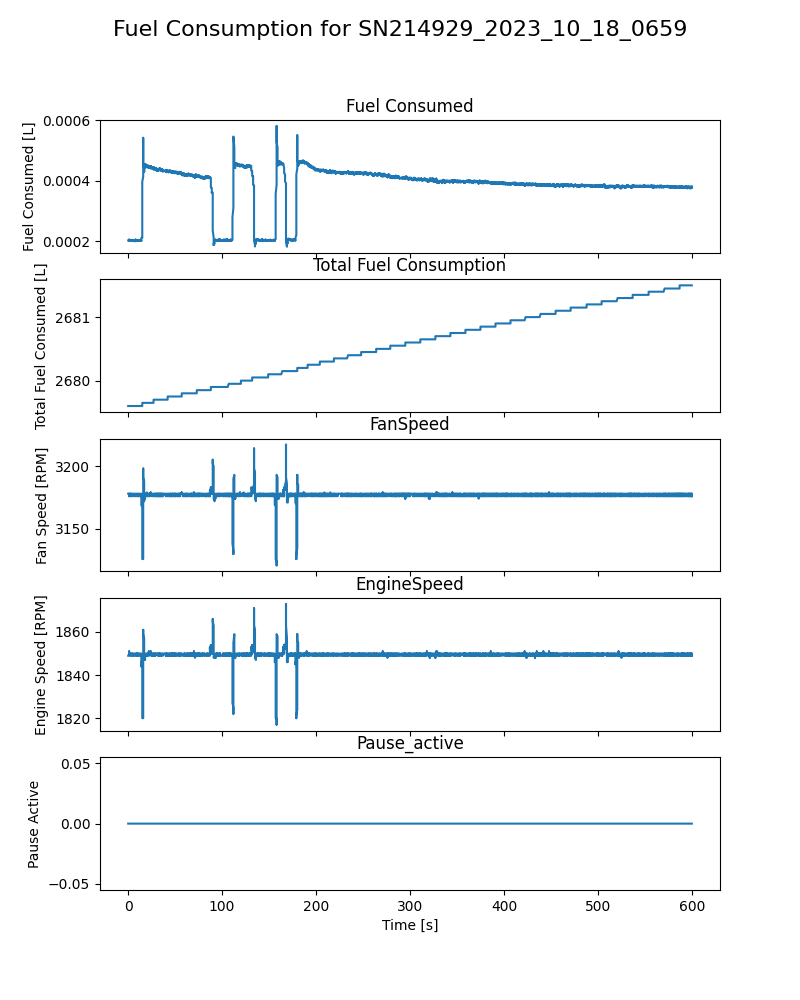 Fuel Consumption for SN214929_2023_10_18_0659
Fuel Consumed
Fuel Consumed [L]
0.0006
0.0004
0.0002
Total Fuel Consumption
Total Fuel Consumed [L]
2681
2680
FanSpeed
Fan Speed [RPM]
3200
3150
EngineSpeed
Engine Speed [RPM]
1860
1840
1820
Pause_active
Pause Active
0.05
0.00
−0.05
0 100 200 300 400 500 600
Time [s]